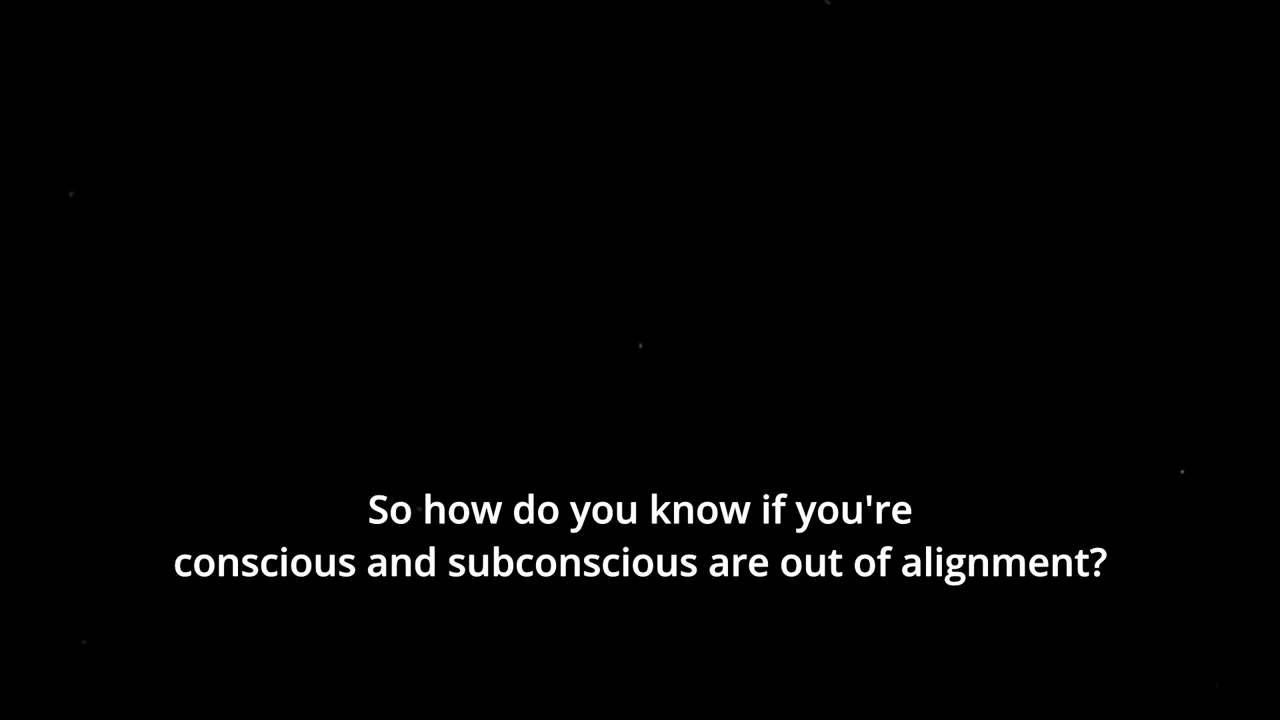 So how do you know if you're
conscious and subconscious are out of alignment?